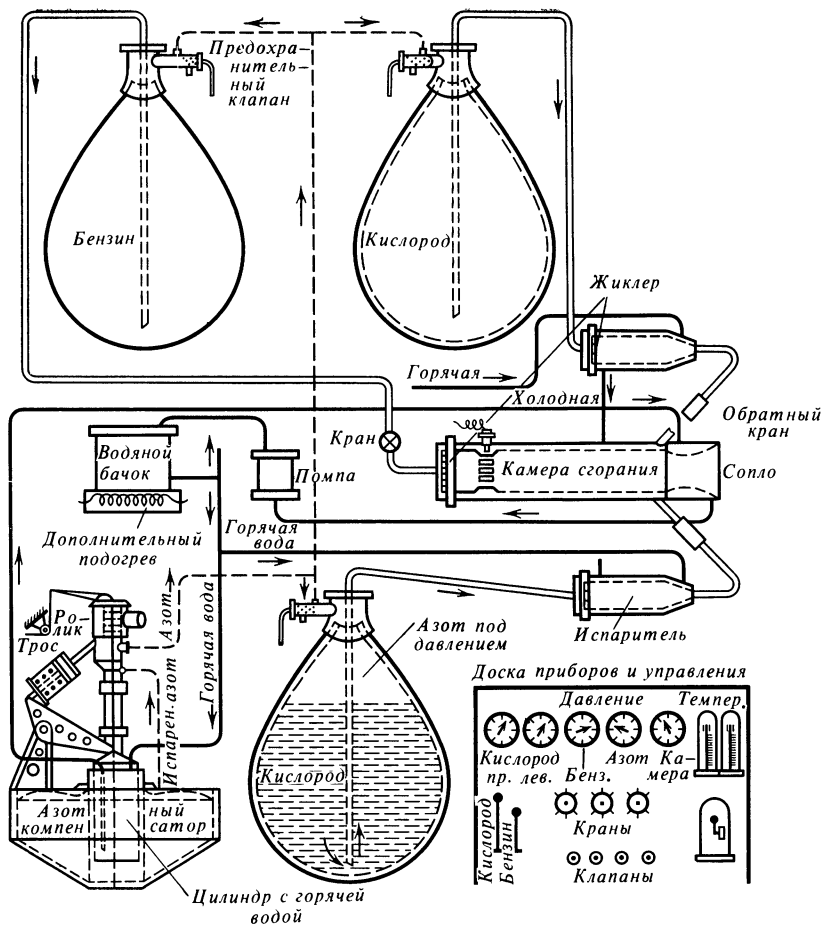 Предохра-
нитель-
ный
клапан
Бензин
Кислород
Жиклер
Горячая
Холодная
Обратный
кран
Кран
Водяной
бачок
Помпа
Камера сгорания
Сопло
Дополнительный
подогрев
Горячая
вода
Ро-
лик
Трос
Азот
Горячая вода
Испарен. азот
Азот под
давлением
Испаритель
Кислород
Доска приборов и управления
Давление
Темпер.
Кислород
пр. лев.
Бенз.
Азот
Ка-
мера
Кислород
Бензин
Краны
Клапаны
Азот ный
компен сатор
Цилиндр с горячей
водой